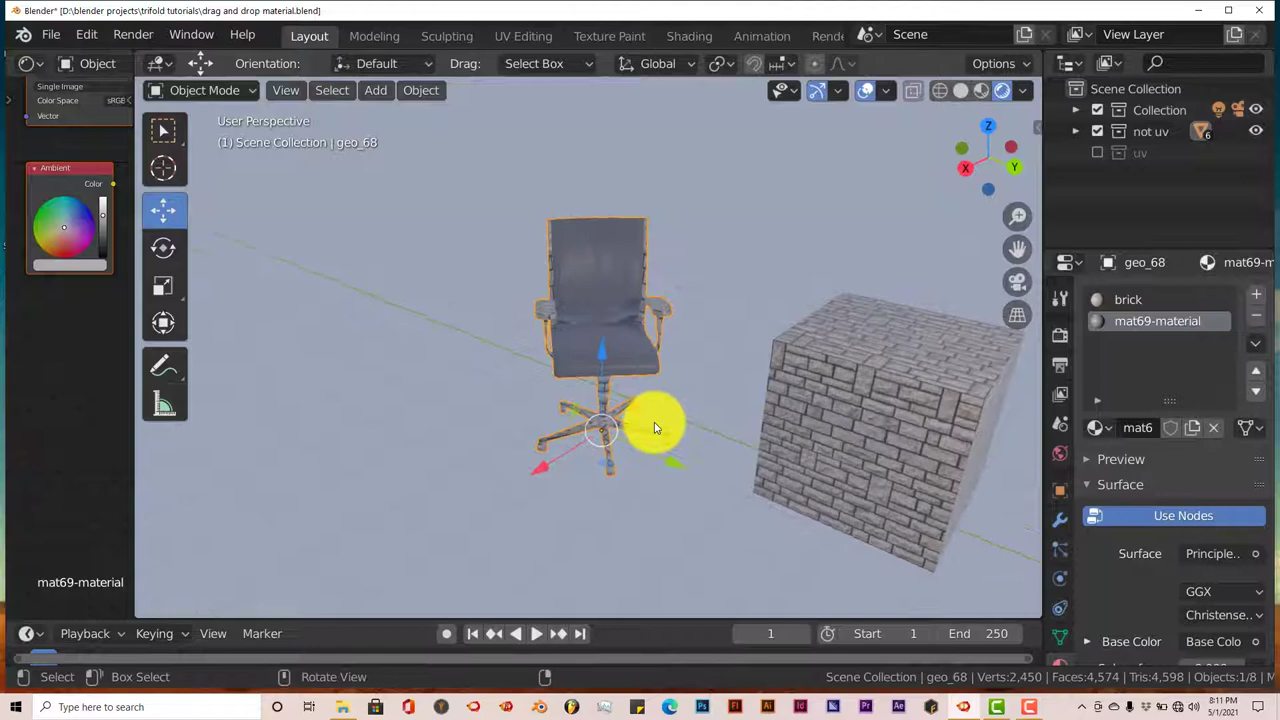 Blender* [D:\blender projects\trifold tutorials\drag and drop material.blend]
File Edit Render Window Help Layout Modeling Sculpting UV Editing Texture Paint Shading Animation Scene View Layer
Object Orientation: Default Drag: Select Box Global Options
Single Image
Color Space sRGB
Vector
Object Mode View Select Add Object
User Perspective
(1) Scene Collection | geo_68
Z
X
Y
Scene Collection
Collection
not uv 6
uv
Ambient
Color
geo_68
brick
mat69-material
mat6
Preview
Surface
Use Nodes
Surface Principle..
GGX
Christense..
Base Color Base Colo
mat69-material
Playback Keying View Marker 1 Start 1 End 250
Select Box Select Rotate View Scene Collection | geo_68 | Verts:2,450 | Faces:4,574 | Tris:4,598 | Objects:1/8 | M
Type here to search
8:11 PM
5/1/2021